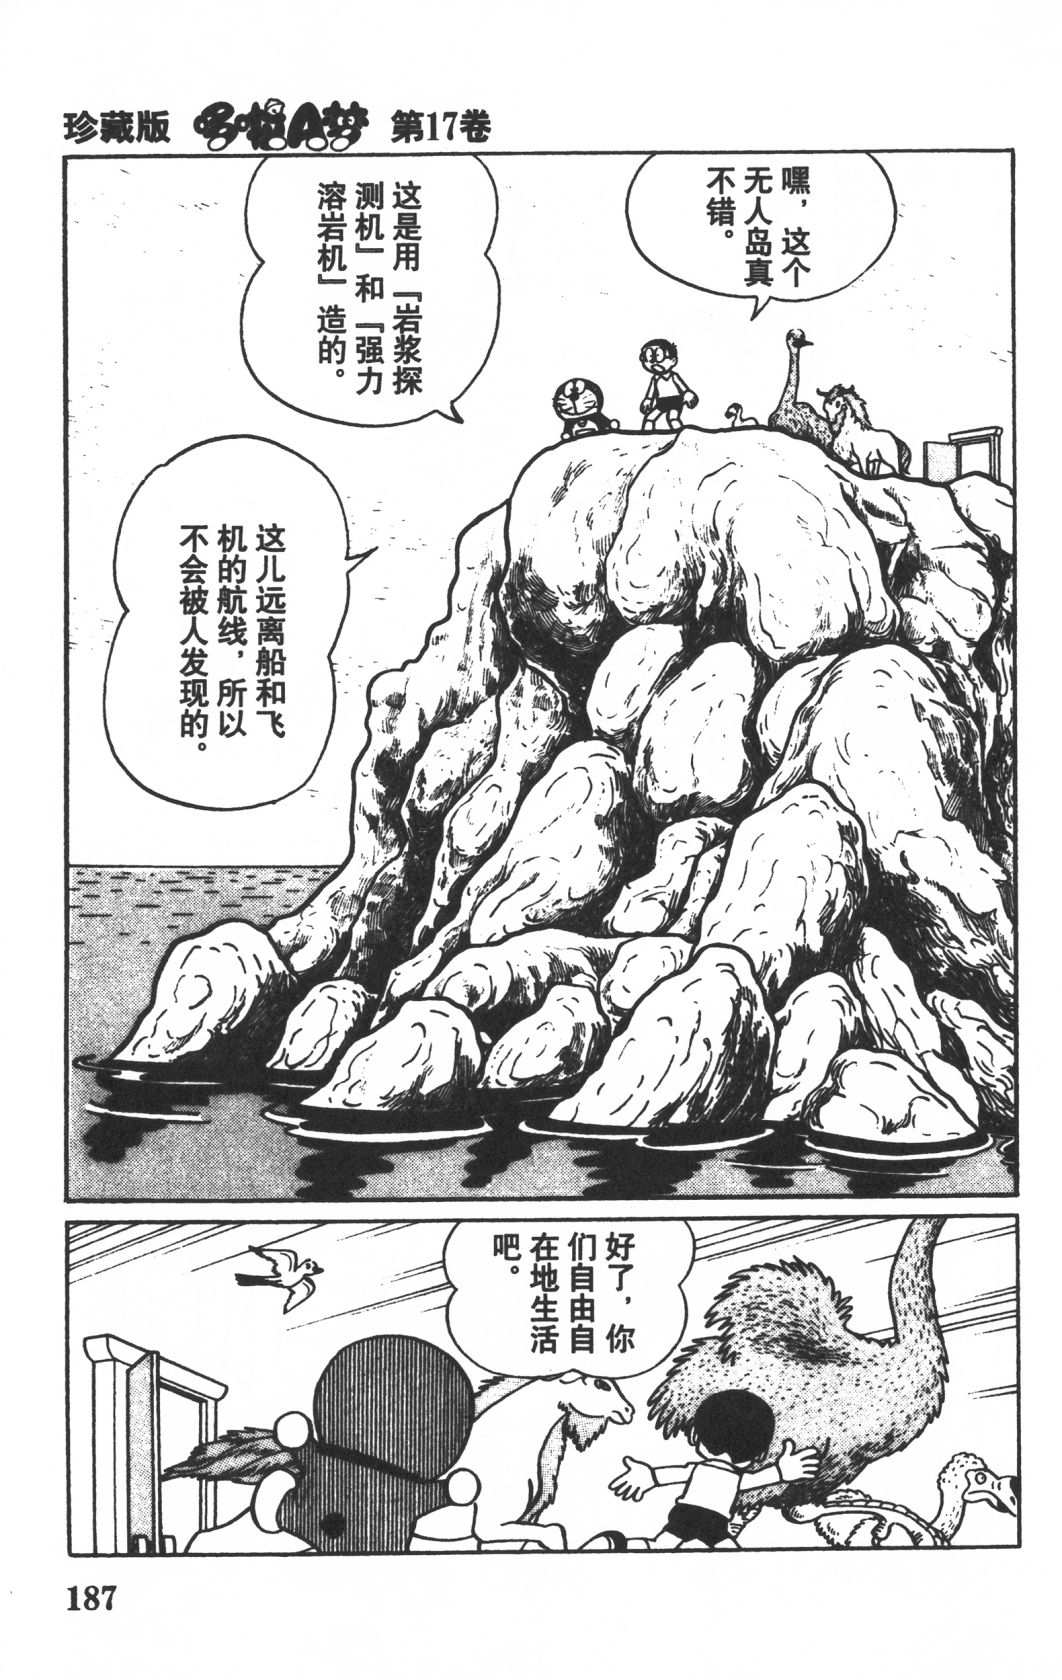 珍藏版 哆啦A梦 第17卷
嘿，这个
无人岛真
不错。
这是用『岩浆探
测机』和『强力
溶岩机』造的。
这儿远离船和飞
机的航线，所以
不会被人发现的。
好了，你
们自由自
在地生活
吧。
187